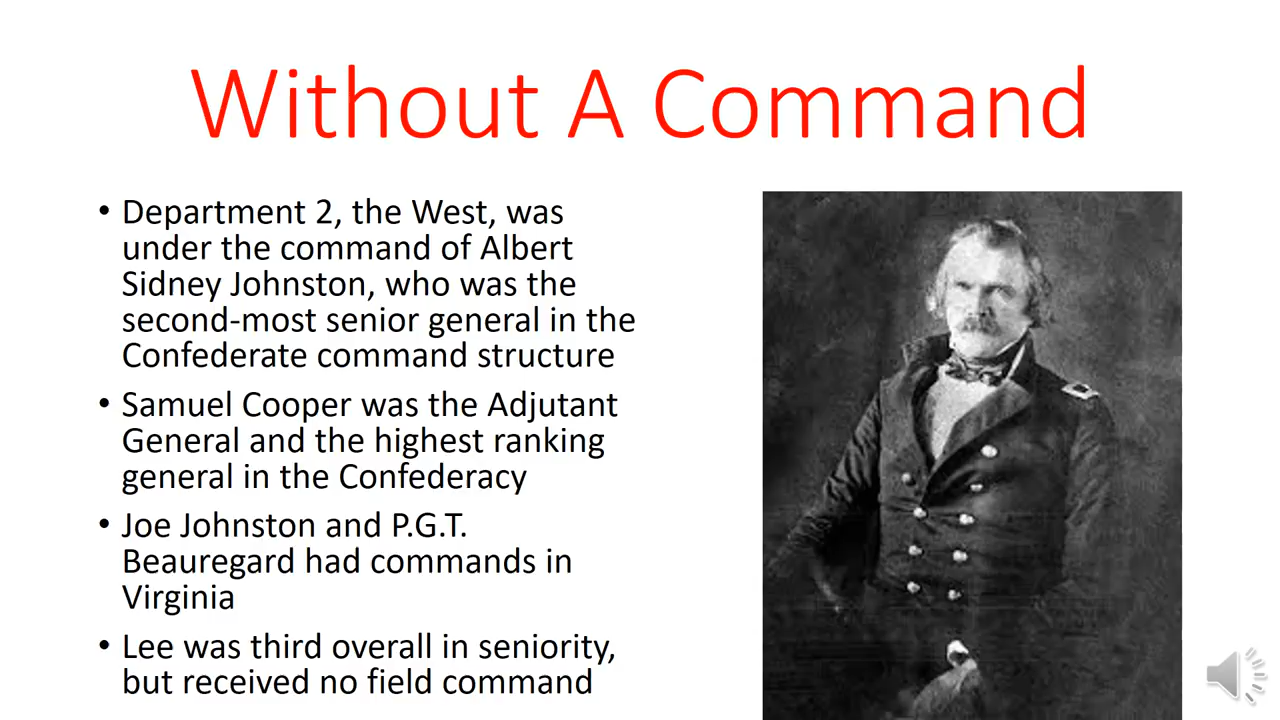 Without A Command
• Department 2, the West, was
under the command of Albert
Sidney Johnston, who was the
second-most senior general in the
Confederate command structure
• Samuel Cooper was the Adjutant
General and the highest ranking
general in the Confederacy
• Joe Johnston and P.G.T.
Beauregard had commands in
Virginia
• Lee was third overall in seniority,
but received no field command